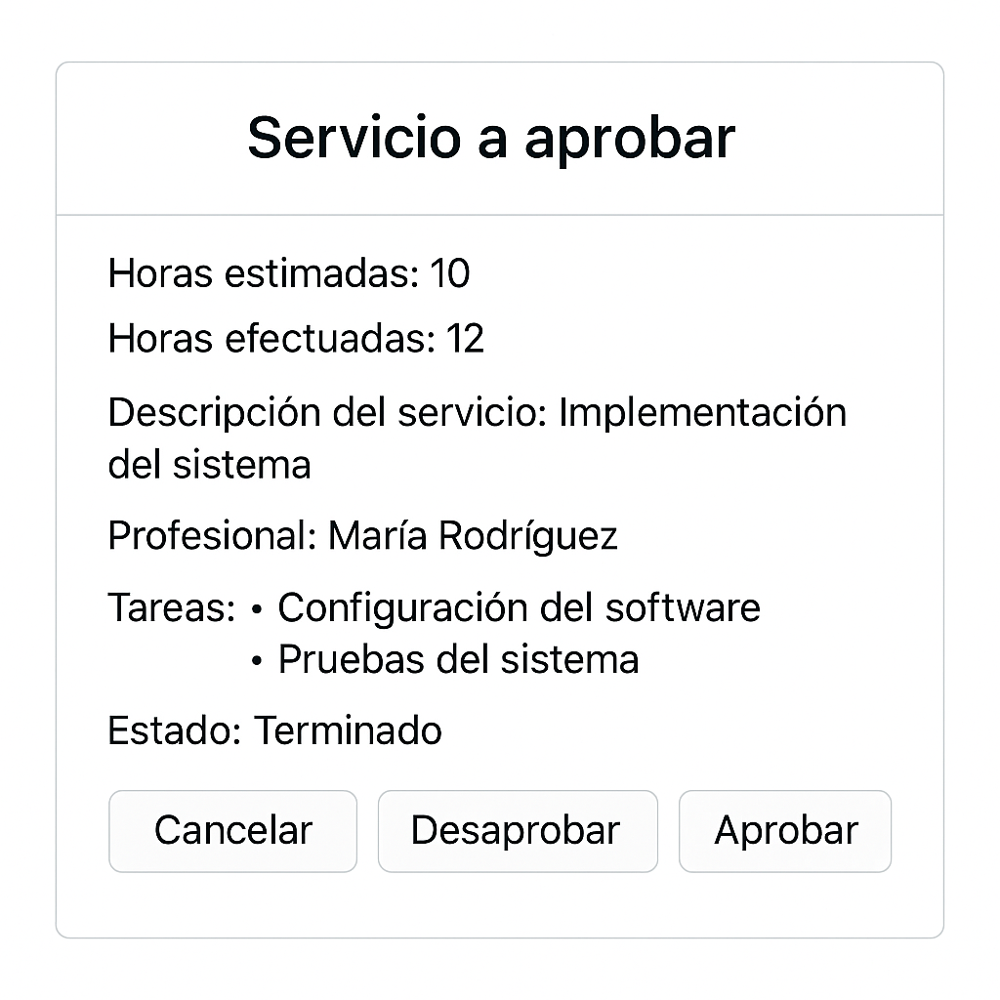 Servicio a aprobar
Horas estimadas: 10
Horas efectuadas: 12
Descripción del servicio: Implementación
del sistema
Profesional: María Rodríguez
Tareas: • Configuración del software
• Pruebas del sistema
Estado: Terminado
Cancelar Desaprobar Aprobar